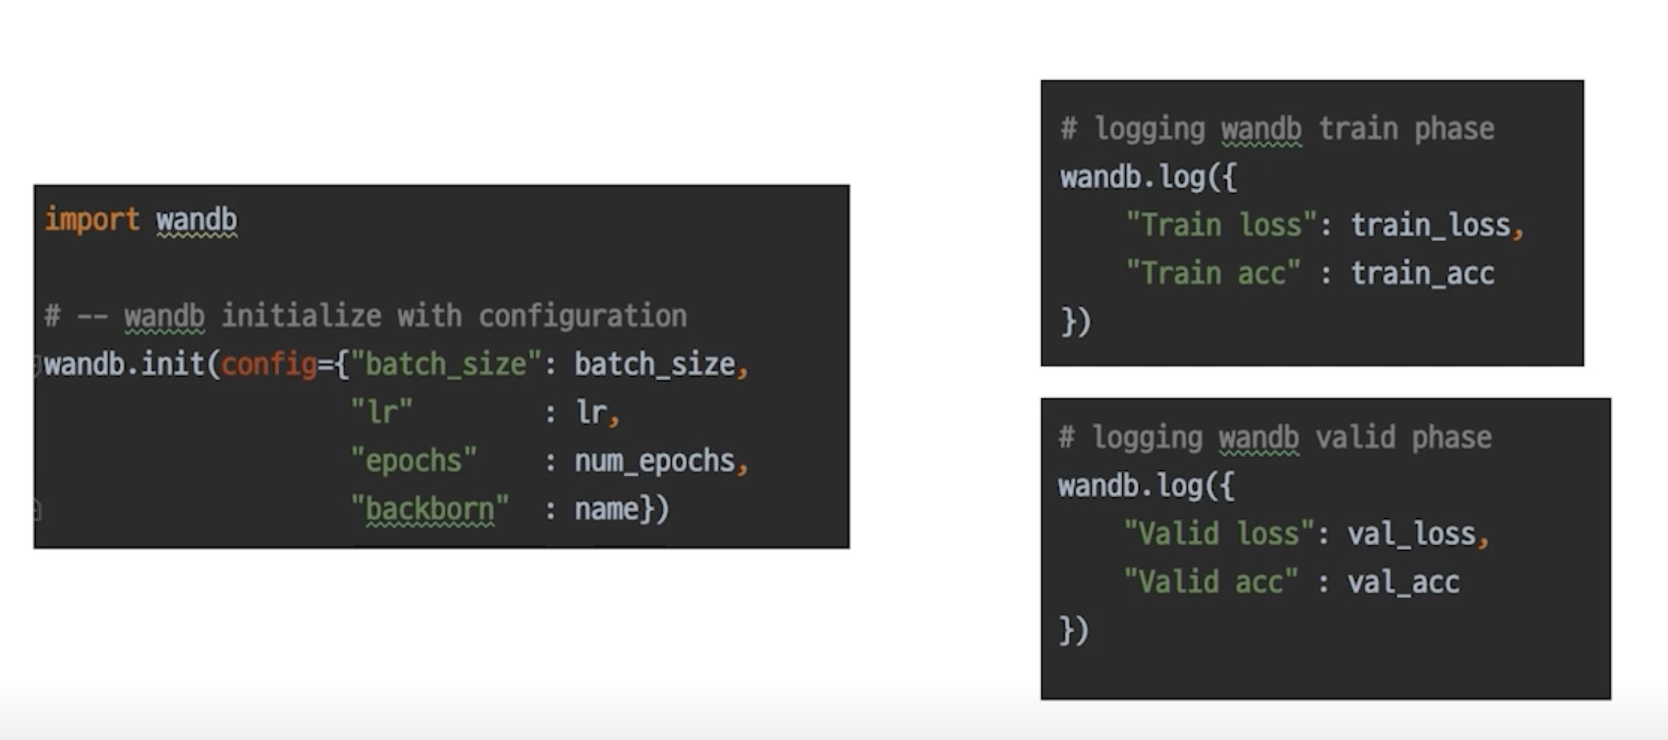 import wandb
# -- wandb initialize with configuration
wandb.init(config={"batch_size": batch_size,
"lr" : lr,
"epochs" : num_epochs,
"backborn" : name})
# logging wandb train phase
wandb.log({
"Train loss": train_loss,
"Train acc" : train_acc
})
# logging wandb valid phase
wandb.log({
"Valid loss": val_loss,
"Valid acc" : val_acc
})